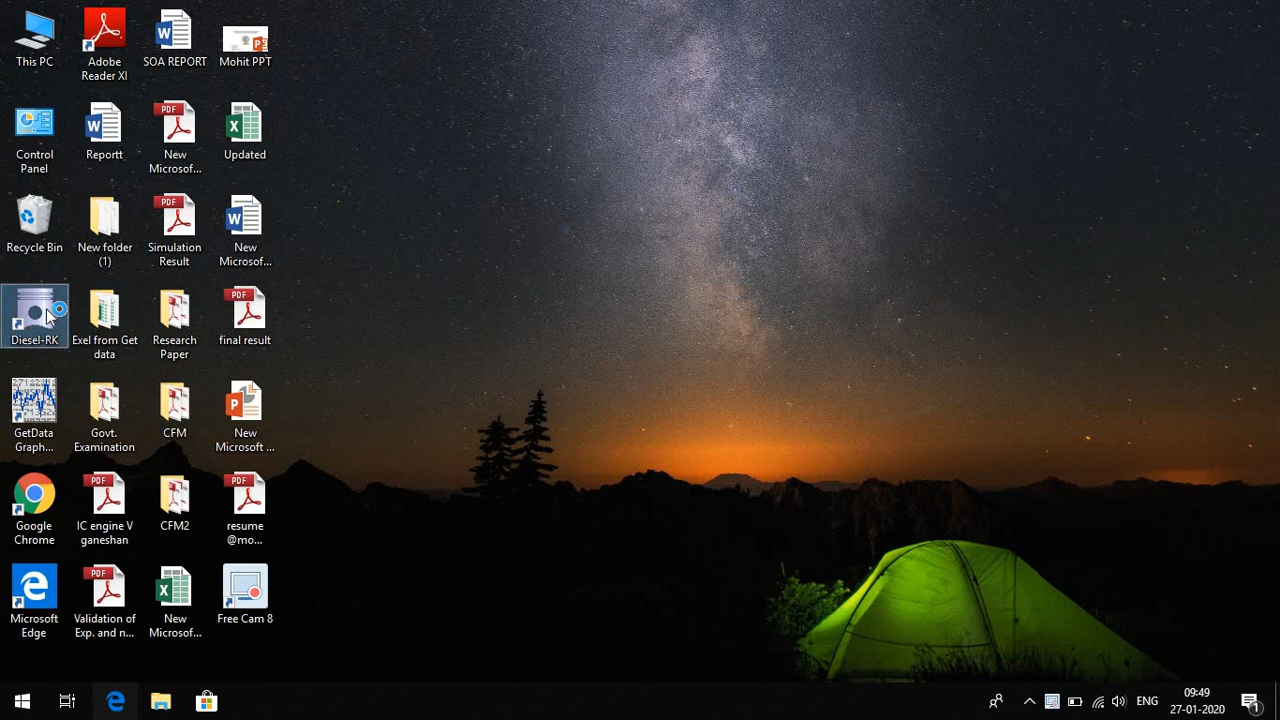 This PC
Adobe
Reader XI
SOA REPORT
Mohit PPT
Control
Panel
Reportt
New
Microsof...
Updated
Recycle Bin
New folder
(1)
Simulation
Result
New
Microsof...
Diesel-RK
Exel from Get
data
Research
Paper
final result
GetData
Graph...
Govt.
Examination
CFM
New
Microsoft ...
Google
Chrome
IC engine V
ganeshan
CFM2
resume
@mo...
Microsoft
Edge
Validation of
Exp. and n...
New
Microsof...
Free Cam 8
ENG
09:49
27-01-2020
1